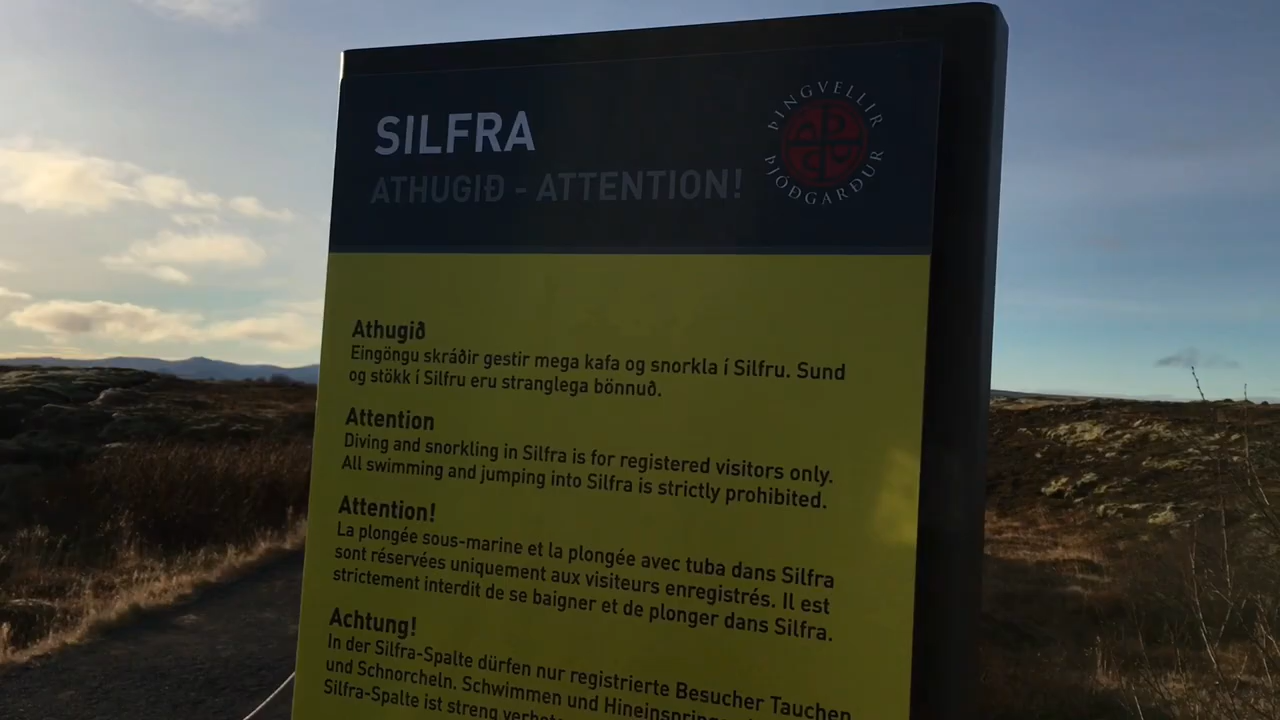 SILFRA
ATHUGIÐ - ATTENTION!
ÞINGVELLIR
ÞJÓÐGARÐUR
Athugið
Eingöngu skráðir gestir mega kafa og snorkla í Silfru. Sund
og stökk í Silfru eru stranglega bönnuð.
Attention
Diving and snorkling in Silfra is for registered visitors only.
All swimming and jumping into Silfra is strictly prohibited.
Attention!
La plongée sous-marine et la plongée avec tuba dans Silfra
sont réservées uniquement aux visiteurs enregistrés. Il est
strictement interdit de se baigner et de plonger dans Silfra.
Achtung!
In der Silfra-Spalte dürfen nur registrierte Besucher Tauchen
und Schnorcheln. Schwimmen und
Silfra-Spalte ist streng